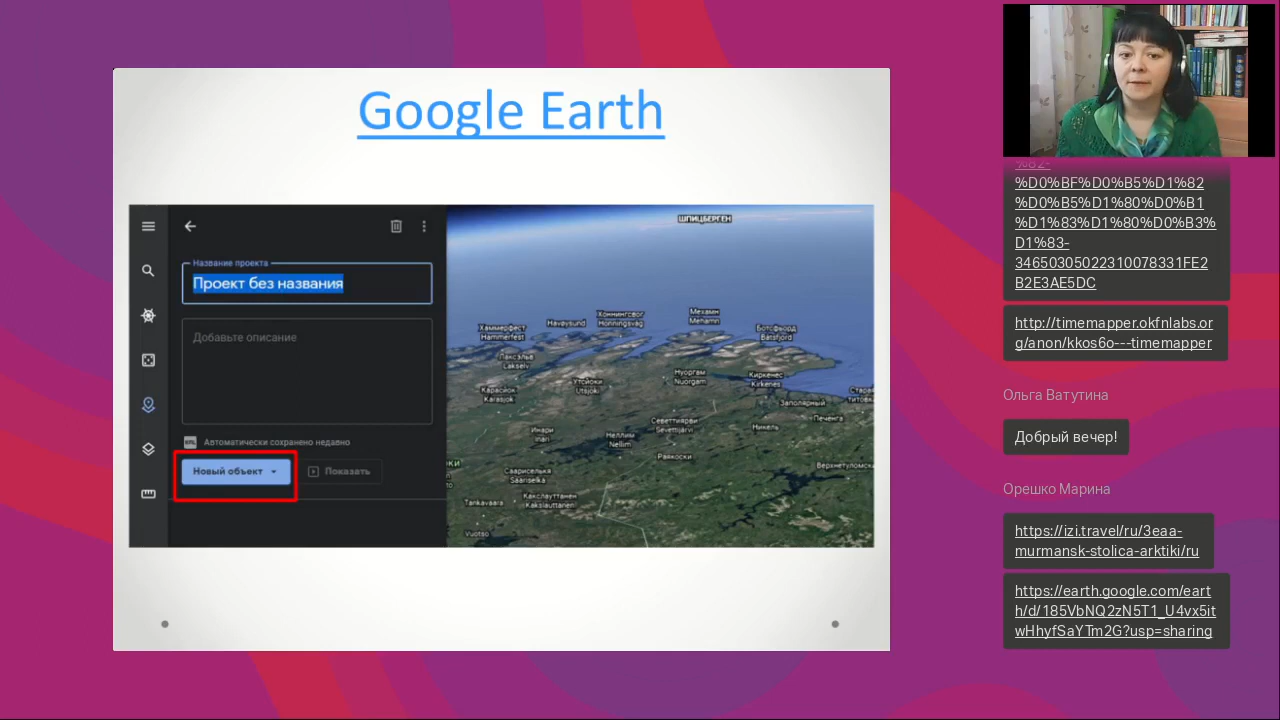 Google Earth
Название проекта
Проект без названия
Добавьте описание
Автоматически сохранено недавно
Новый объект
Показать
ШПИЦБЕРГЕН
Хаммерфест
Hammerfest
Havøysund
Хоннингсвог
Honningsvåg
Мехамн
Mehamn
Ботсфьорд
Båtsfjord
Лаксэльв
Lakselv
Карасйок
Karasjok
Утсйоки
Utsjoki
Нуоргам
Nuorgam
Киркенес
Kirkenes
Заполярный
Печенга
Никель
Инари
Inari
Неллим
Nellim
Севеттиярви
Sevettijärvi
Раякоски
Саариселькя
Saariselkä
Какслауттанен
Kakslauttanen
Tankavaara
Vuotso
%82-
%D0%BF%D0%B5%D1%82
%D0%B5%D1%80%D0%B1
%D1%83%D1%80%D0%B3%
D1%83-
34650305022310078331FE2
B2E3AE5DC
http://timemapper.okfnlabs.or
g/anon/kkos6o---timemapper
Ольга Ватутина
Добрый вечер!
Орешко Марина
https://izi.travel/ru/3eaa-
murmansk-stolica-arktiki/ru
https://earth.google.com/eart
h/d/185VbNQ2zN5T1_U4vx5it
wHhyfSaYTm2G?usp=sharing